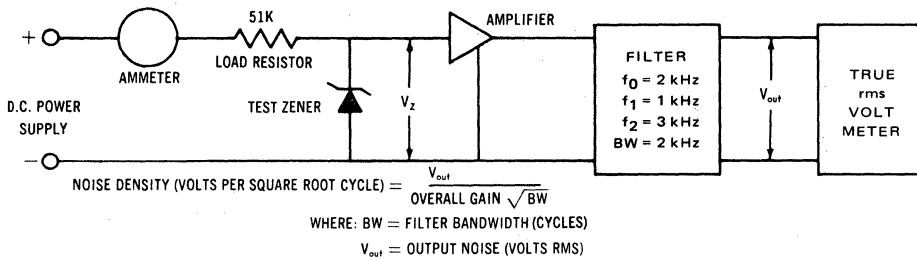 51K
AMPLIFIER
+
AMMETER
LOAD RESISTOR
FILTER
f0 = 2 kHz
f1 = 1 kHz
f2 = 3 kHz
BW = 2 kHz
TRUE
rms
VOLT
METER
D.C. POWER
SUPPLY
TEST ZENER
VZ
Vout
−
NOISE DENSITY (VOLTS PER SQUARE ROOT CYCLE) = Vout
OVERALL GAIN √BW
WHERE: BW = FILTER BANDWIDTH (CYCLES)
Vout = OUTPUT NOISE (VOLTS RMS)